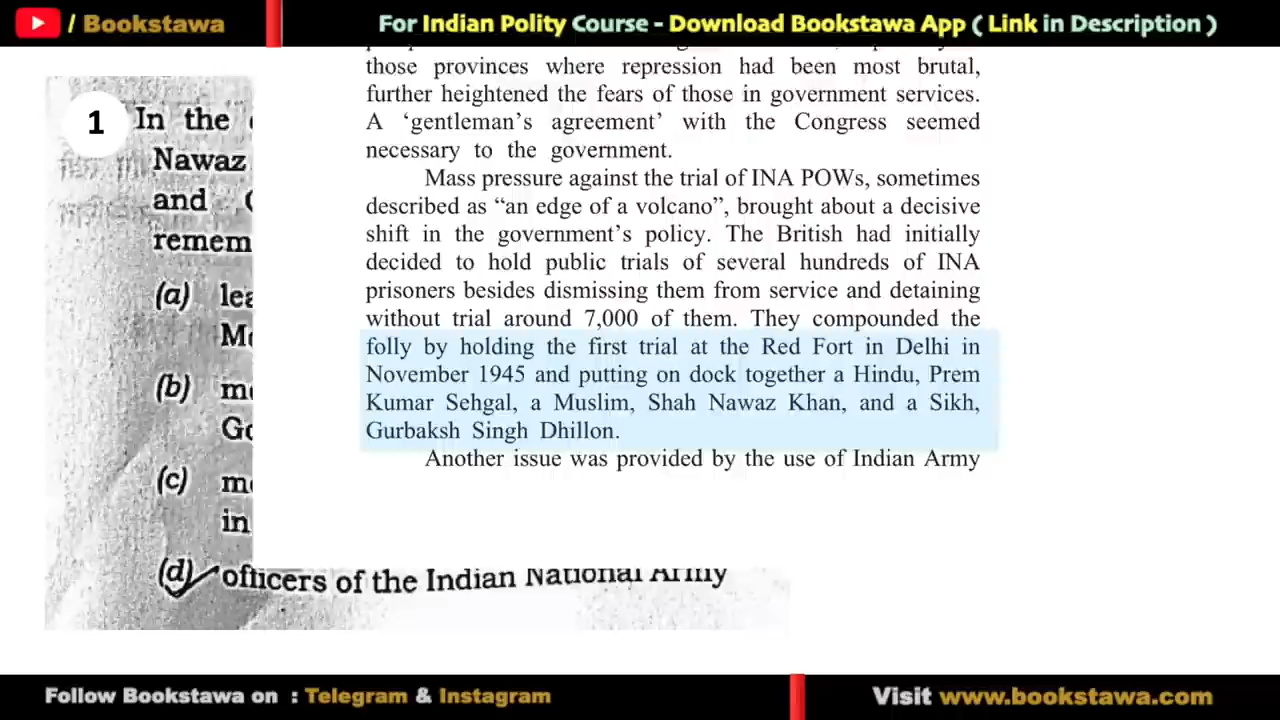 / Bookstawa
For Indian Polity Course - Download Bookstawa App ( Link in Description )
those provinces where repression had been most brutal,
further heightened the fears of those in government services.
A ‘gentleman’s agreement’ with the Congress seemed
necessary to the government.
Mass pressure against the trial of INA POWs, sometimes
described as “an edge of a volcano”, brought about a decisive
shift in the government’s policy. The British had initially
decided to hold public trials of several hundreds of INA
prisoners besides dismissing them from service and detaining
without trial around 7,000 of them. They compounded the
folly by holding the first trial at the Red Fort in Delhi in
November 1945 and putting on dock together a Hindu, Prem
Kumar Sehgal, a Muslim, Shah Nawaz Khan, and a Sikh,
Gurbaksh Singh Dhillon.
Another issue was provided by the use of Indian Army
1 In the
Nawaz
and
(a)
(b)
(c)
in
(d) officers of the Indian National Army
Follow Bookstawa on : Telegram & Instagram
Visit www.bookstawa.com